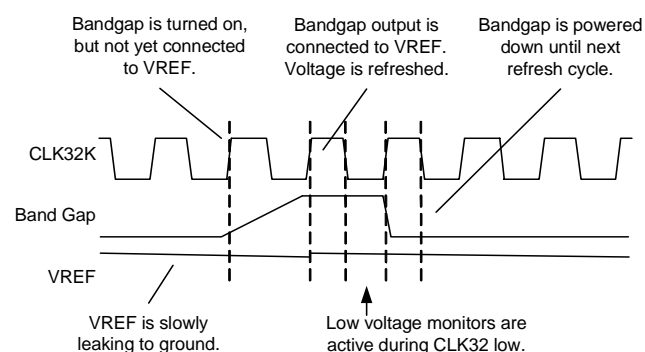 Bandgap is turned on,
but not yet connected
to VREF.
Bandgap output is
connected to VREF.
Voltage is refreshed.
Bandgap is powered
down until next
refresh cycle.
CLK32K
Band Gap
VREF
VREF is slowly
leaking to ground.
Low voltage monitors are
active during CLK32 low.